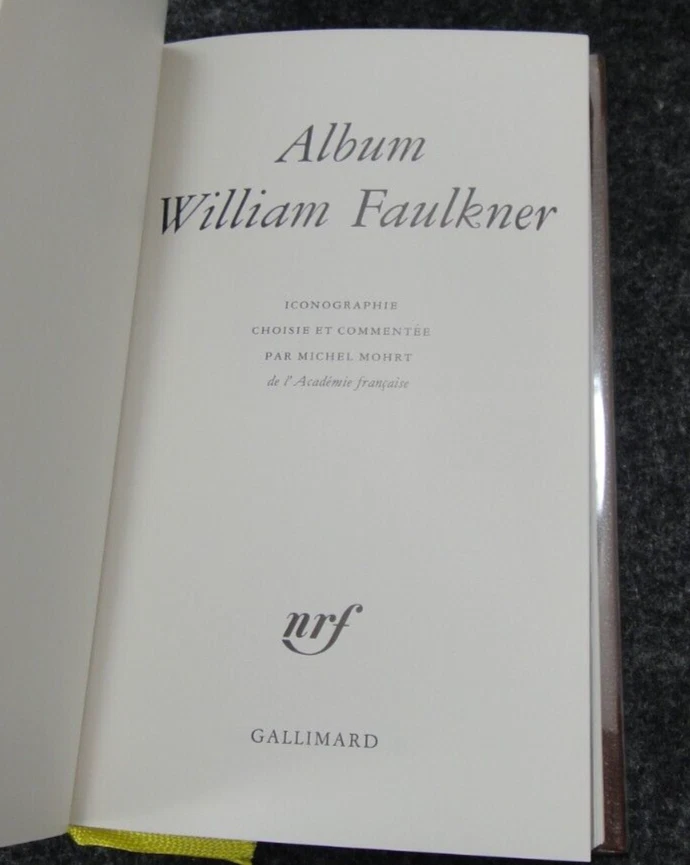 Album
William Faulkner
ICONOGRAPHIE
CHOISIE ET COMMENTÉE
PAR MICHEL MOHRT
de l'Académie française
nrf
GALLIMARD